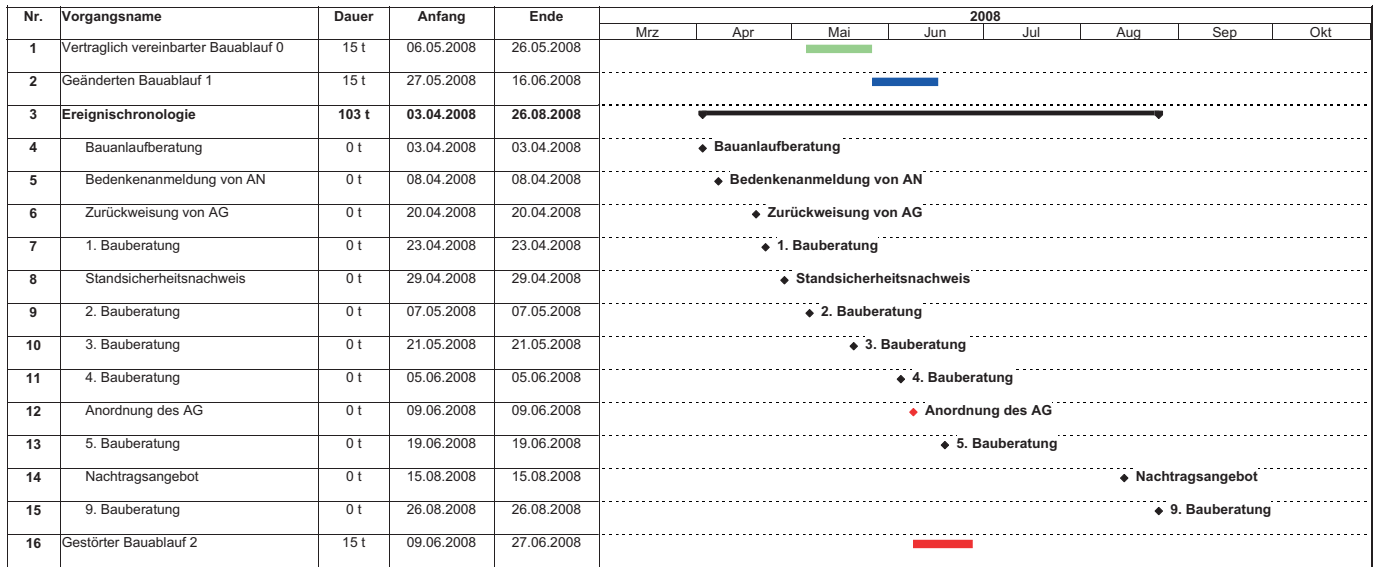 Nr. Vorgangsname Dauer Anfang Ende 2008
Mrz Apr Mai Jun Jul Aug Sep Okt
1 Vertraglich vereinbarter Bauablauf 0 15 t 06.05.2008 26.05.2008
2 Geänderten Bauablauf 1 15 t 27.05.2008 16.06.2008
3 Ereignischronologie 103 t 03.04.2008 26.08.2008
4 Bauanlaufberatung 0 t 03.04.2008 03.04.2008 Bauanlaufberatung
5 Bedenkenanmeldung von AN 0 t 08.04.2008 08.04.2008 Bedenkenanmeldung von AN
6 Zurückweisung von AG 0 t 20.04.2008 20.04.2008 Zurückweisung von AG
7 1. Bauberatung 0 t 23.04.2008 23.04.2008 1. Bauberatung
8 Standsicherheitsnachweis 0 t 29.04.2008 29.04.2008 Standsicherheitsnachweis
9 2. Bauberatung 0 t 07.05.2008 07.05.2008 2. Bauberatung
10 3. Bauberatung 0 t 21.05.2008 21.05.2008 3. Bauberatung
11 4. Bauberatung 0 t 05.06.2008 05.06.2008 4. Bauberatung
12 Anordnung des AG 0 t 09.06.2008 09.06.2008 Anordnung des AG
13 5. Bauberatung 0 t 19.06.2008 19.06.2008 5. Bauberatung
14 Nachtragsangebot 0 t 15.08.2008 15.08.2008 Nachtragsangebot
15 9. Bauberatung 0 t 26.08.2008 26.08.2008 9. Bauberatung
16 Gestörter Bauablauf 2 15 t 09.06.2008 27.06.2008